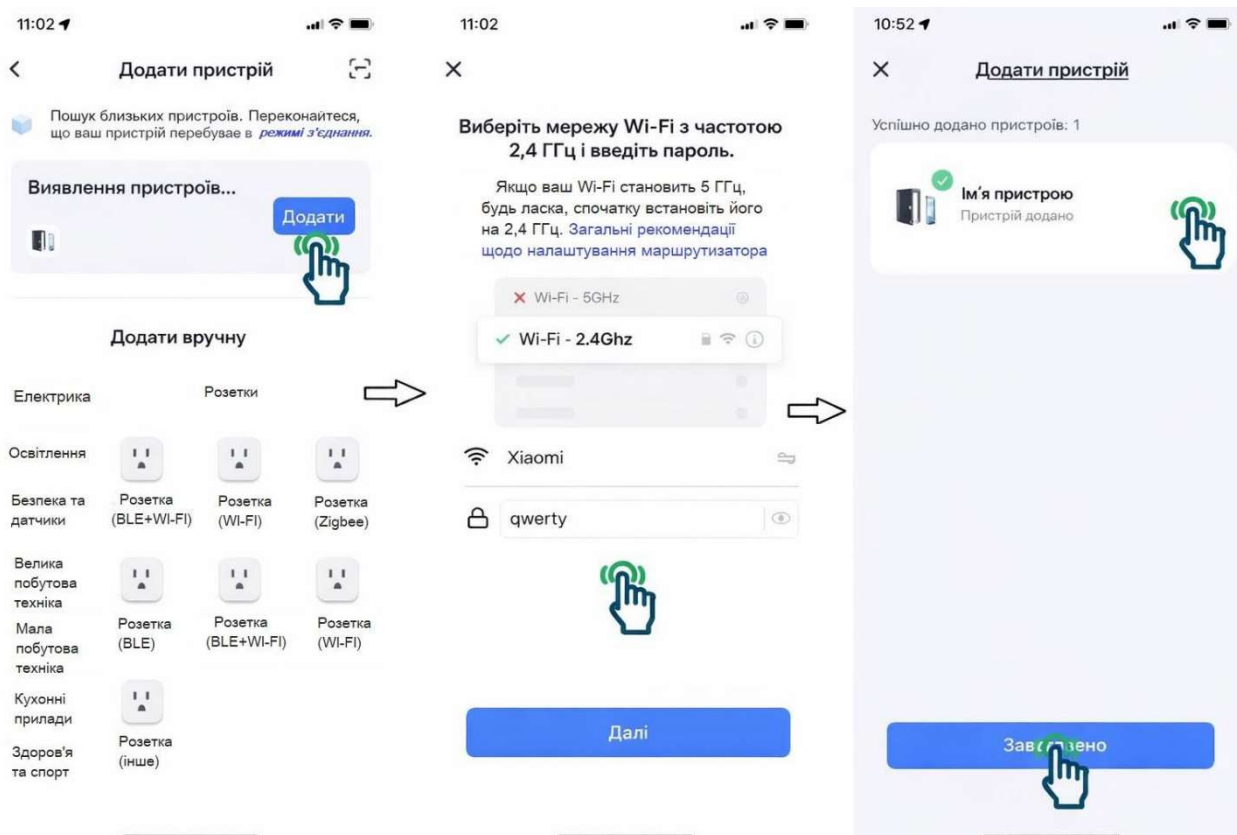 11:02
Додати пристрій
Пошук близьких пристроїв. Переконайтеся,
що ваш пристрій перебуває в режимі з'єднання.
Виявлення пристроїв...
Додати
Додати вручну
Електрика
Розетки
Освітлення
Безпека та
датчики
Розетка
(BLE+WI-FI)
Розетка
(WI-FI)
Розетка
(Zigbee)
Велика
побутова
техніка
Мала
побутова
техніка
Розетка
(BLE)
Розетка
(BLE+WI-FI)
Розетка
(WI-FI)
Кухонні
прилади
Розетка
(інше)
Здоров'я
та спорт
11:02
Виберіть мережу Wi-Fi з частотою
2,4 ГГц і введіть пароль.
Якщо ваш Wi-Fi становить 5 ГГц,
будь ласка, спочатку встановіть його
на 2,4 ГГц. Загальні рекомендації
щодо налаштування маршрутизатора
Wi-Fi - 5GHz
Wi-Fi - 2.4Ghz
Xiaomi
qwerty
Далі
10:52
Додати пристрій
Успішно додано пристроїв: 1
Ім'я пристрою
Пристрій додано